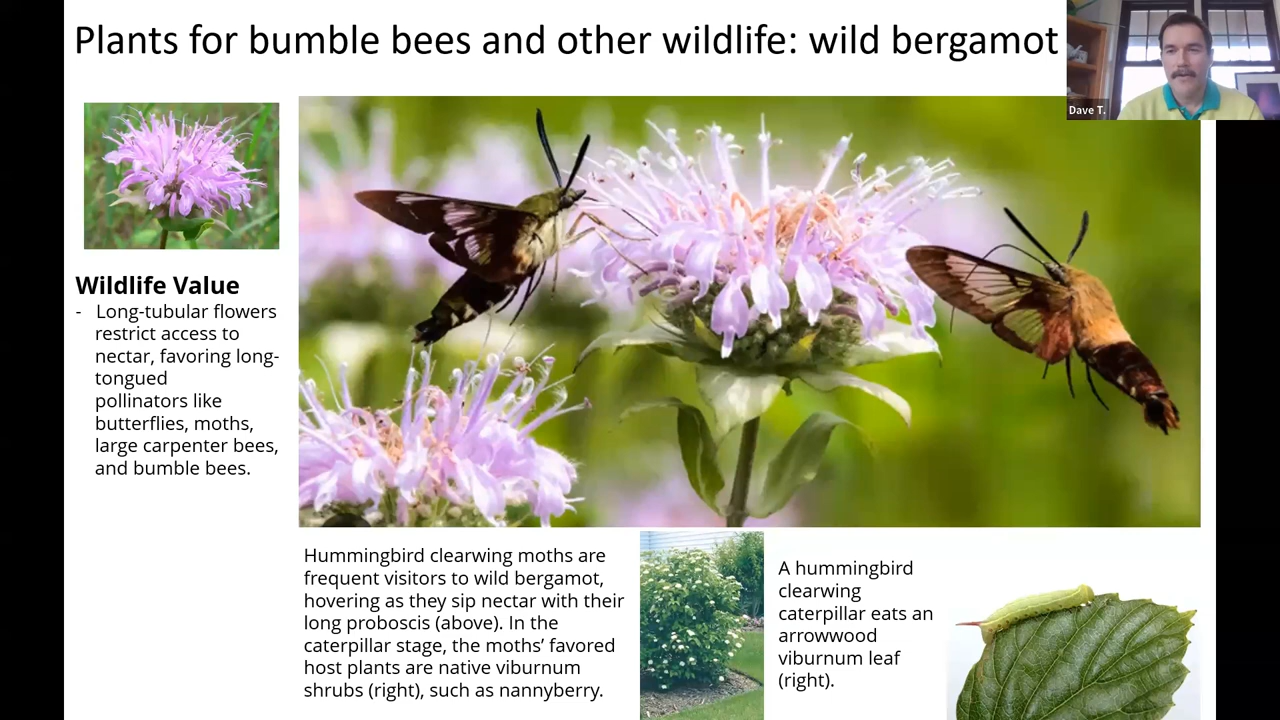 Plants for bumble bees and other wildlife: wild bergamot
Dave T.
Wildlife Value
- Long-tubular flowers
restrict access to
nectar, favoring long-
tongued
pollinators like
butterflies, moths,
large carpenter bees,
and bumble bees.
Hummingbird clearwing moths are
frequent visitors to wild bergamot,
hovering as they sip nectar with their
long proboscis (above). In the
caterpillar stage, the moths’ favored
host plants are native viburnum
shrubs (right), such as nannyberry.
A hummingbird
clearwing
caterpillar eats an
arrowwood
viburnum leaf
(right).